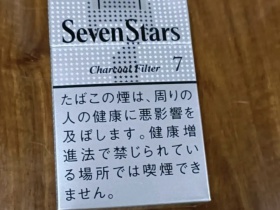 Seven Stars
Charcoal Filter 7
たばこの煙は、周りの
人の健康に悪影響を
及ぼします。健康増
進法で禁じられてい
る場所では喫煙でき
ません。